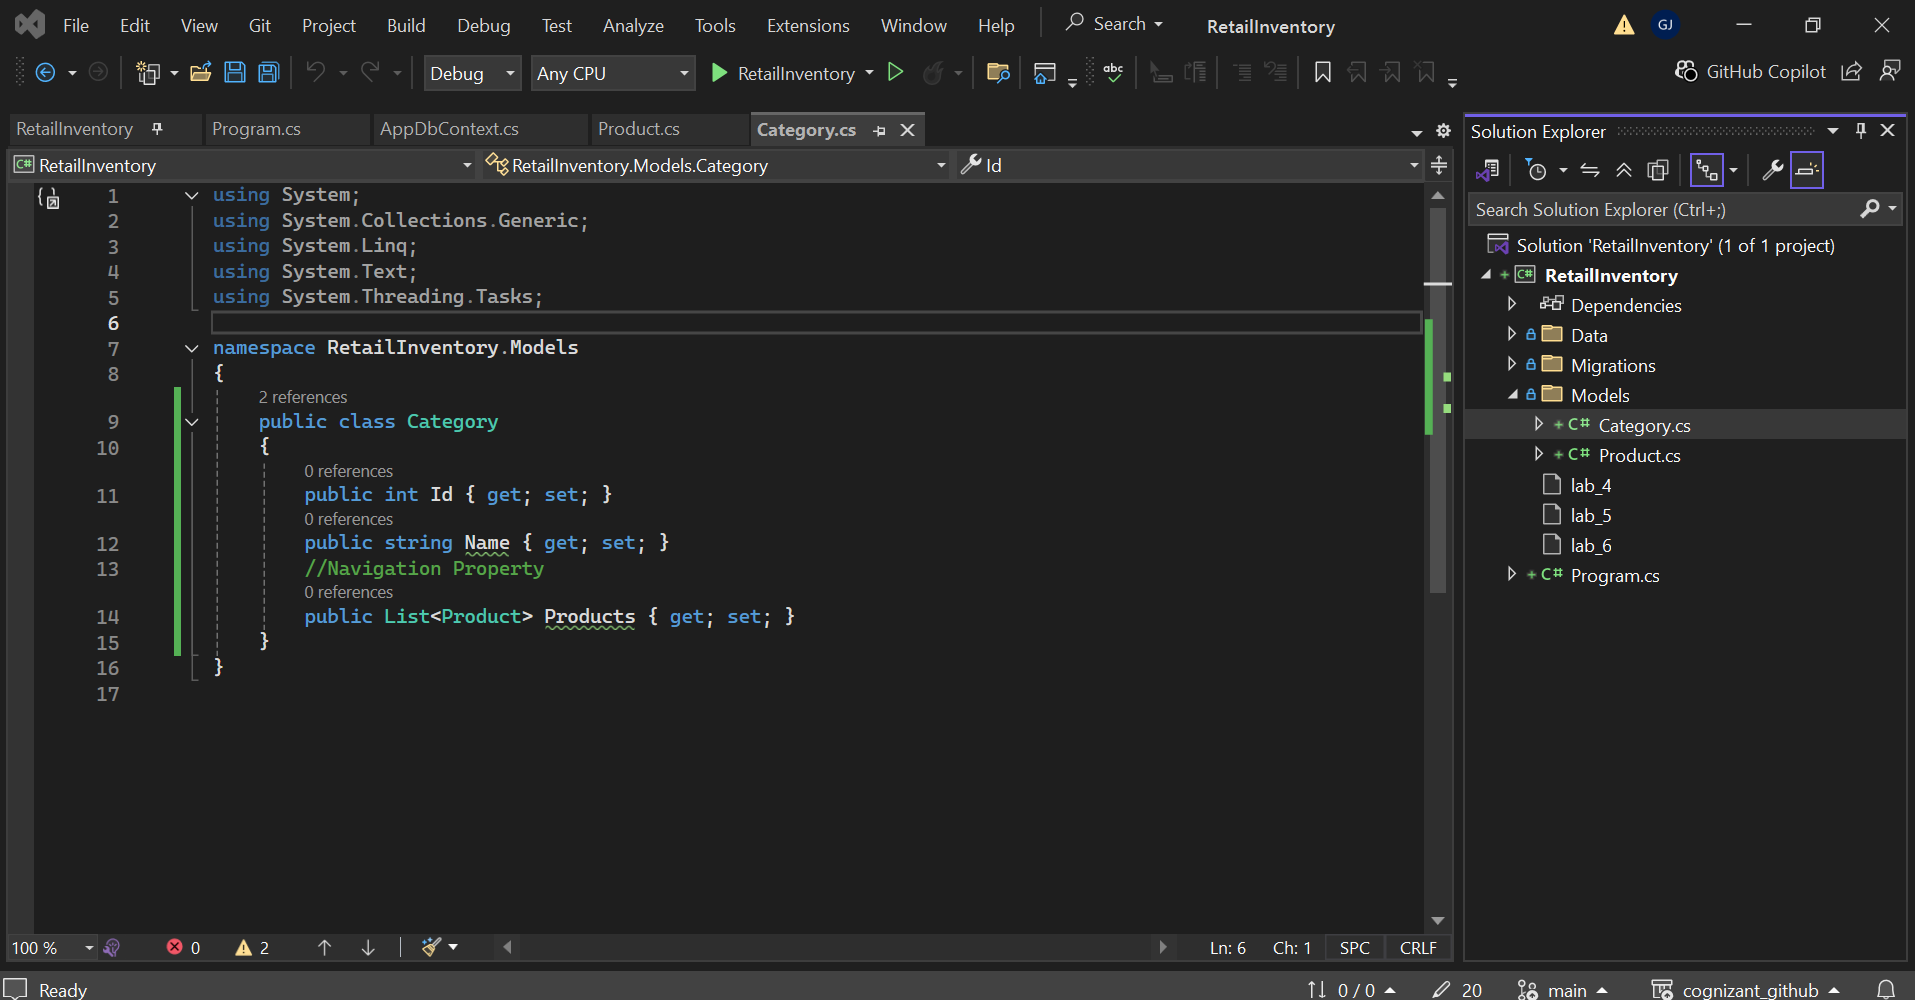 File Edit View Git Project Build Debug Test Analyze Tools Extensions Window Help Search RetailInventory GJ
Debug Any CPU RetailInventory abc GitHub Copilot
RetailInventory Program.cs AppDbContext.cs Product.cs Category.cs
C# RetailInventory RetailInventory.Models.Category Id
1 using System;
2 using System.Collections.Generic;
3 using System.Linq;
4 using System.Text;
5 using System.Threading.Tasks;
6
7 namespace RetailInventory.Models
8 {
2 references
9 public class Category
10 {
0 references
11 public int Id { get; set; }
0 references
12 public string Name { get; set; }
13 //Navigation Property
0 references
14 public List<Product> Products { get; set; }
15 }
16 }
17
100 % 0 2 Ln: 6 Ch: 1 SPC CRLF
Solution Explorer
Search Solution Explorer (Ctrl+;)
Solution 'RetailInventory' (1 of 1 project)
+ C# RetailInventory
Dependencies
Data
Migrations
Models
+ C# Category.cs
+ C# Product.cs
lab_4
lab_5
lab_6
+ C# Program.cs
Ready 0 / 0 20 main cognizant_github